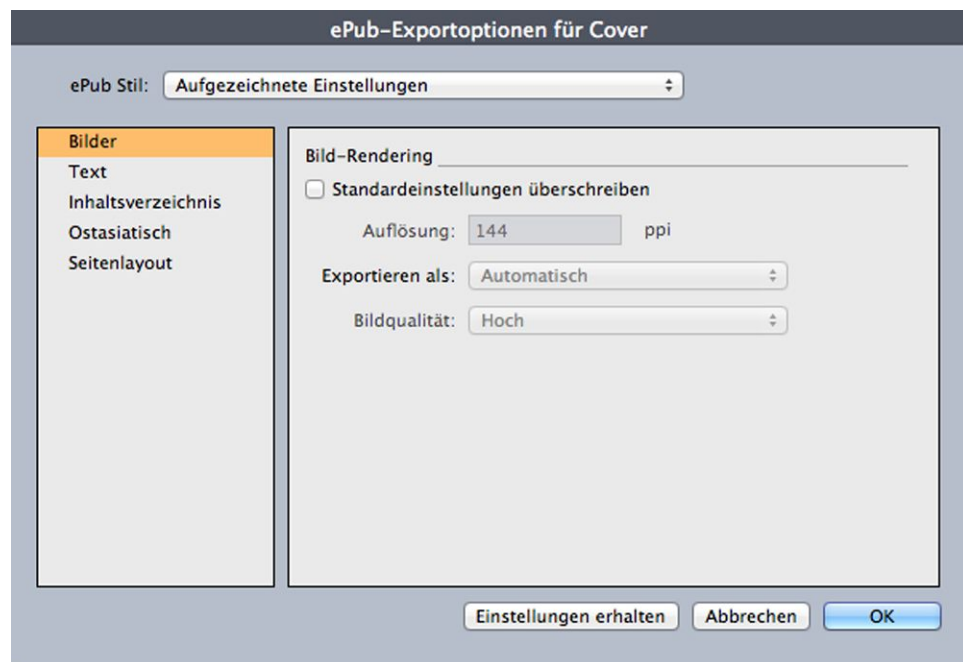 ePub-Exportoptionen für Cover
ePub Stil: Aufgezeichnete Einstellungen
Bilder
Text
Inhaltsverzeichnis
Ostasiatisch
Seitenlayout
Bild-Rendering
Standardeinstellungen überschreiben
Auflösung: 144 ppi
Exportieren als: Automatisch
Bildqualität: Hoch
Einstellungen erhalten Abbrechen OK